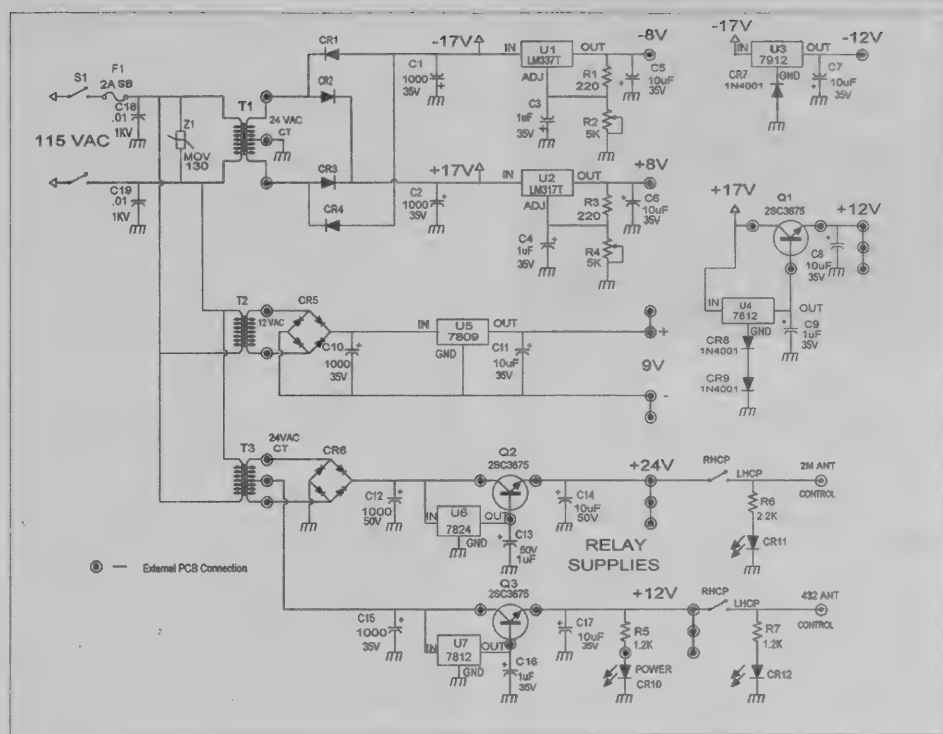 -17V
IN
U1
LM337T
OUT
-8V
ADJ
CR1
CR2
C1
1000
35V
C3
1uF
35V
R1
220
R2
5K
C5
10uF
35V
-17V
IN
U3
7912
OUT
-12V
GND
CR7
1N4001
C7
10uF
35V
S1
F1
2A SB
C18
.01
1KV
115 VAC
Z1
MOV
130
T1
24 VAC
CT
C19
.01
1KV
CR3
CR4
+17V
IN
U2
LM317T
OUT
+8V
ADJ
C2
1000
35V
C4
1uF
35V
R3
220
R4
5K
C6
10uF
35V
+17V
Q1
2SC3675
+12V
C8
10uF
35V
IN
U4
7812
OUT
GND
C9
1uF
35V
CR8
1N4001
CR9
1N4001
T2
12 VAC
CR5
C10
1000
35V
IN
U5
7809
OUT
GND
C11
10uF
35V
+
9V
-
T3
24VAC
CT
CR6
C12
1000
50V
Q2
2SC3675
IN
U6
7824
OUT
GND
C13
50V
1uF
C14
10uF
50V
+24V
RHCP
LHCP
2M ANT
CONTROL
R6
2.2K
CR11
RELAY
SUPPLIES
External PCB Connection
C15
1000
35V
Q3
2SC3675
IN
U7
7812
OUT
GND
C16
1uF
35V
C17
10uF
35V
+12V
R5
1.2K
POWER
CR10
RHCP
LHCP
432 ANT
CONTROL
R7
1.2K
CR12